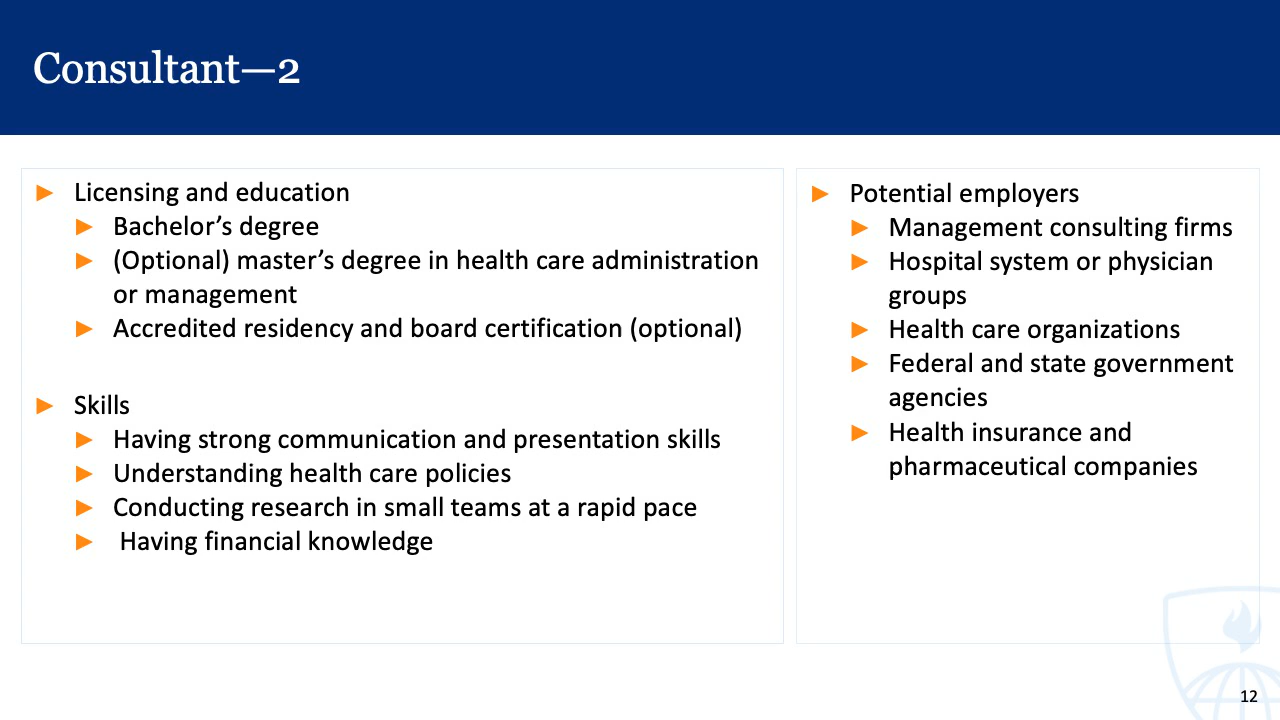 Consultant—2
► Licensing and education
► Bachelor’s degree
► (Optional) master’s degree in health care administration
or management
► Accredited residency and board certification (optional)
► Skills
► Having strong communication and presentation skills
► Understanding health care policies
► Conducting research in small teams at a rapid pace
► Having financial knowledge
► Potential employers
► Management consulting firms
► Hospital system or physician
groups
► Health care organizations
► Federal and state government
agencies
► Health insurance and
pharmaceutical companies
12